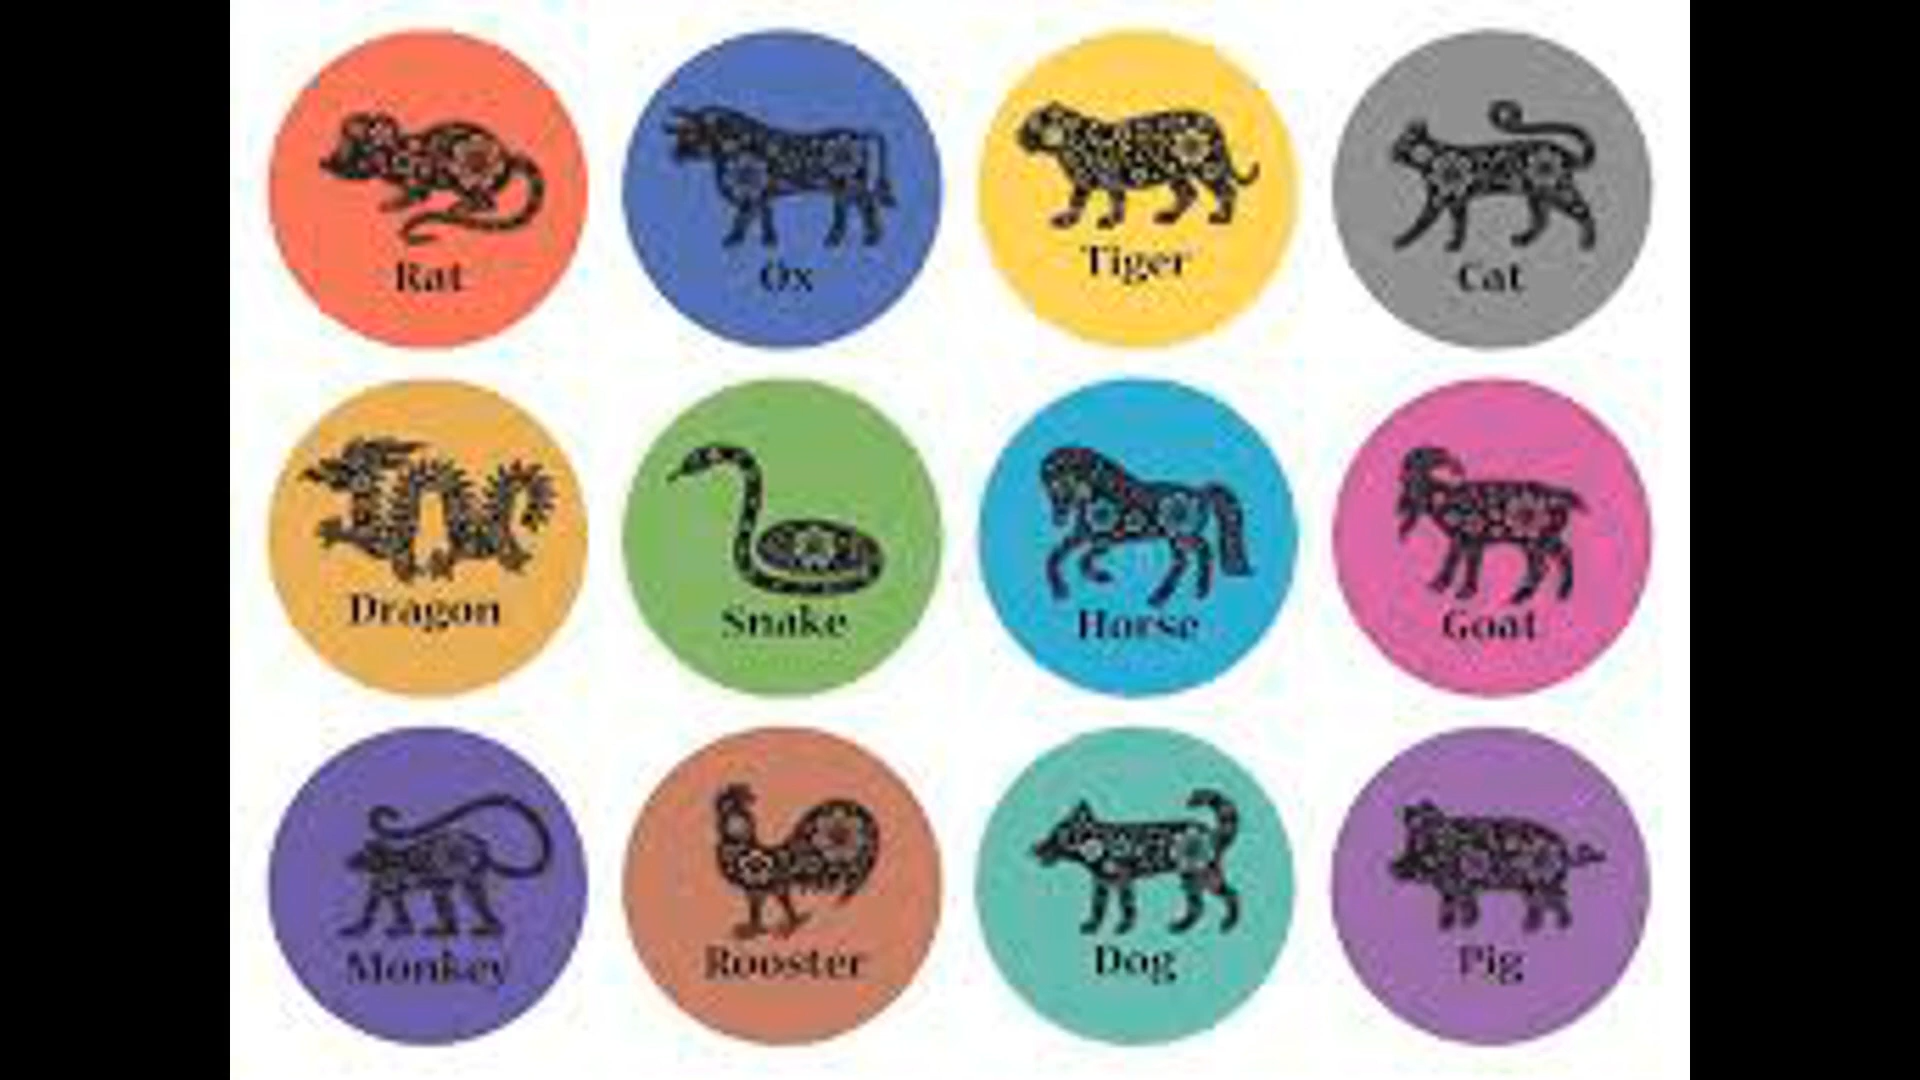 Rat
Ox
Tiger
Cat
Dragon
Snake
Horse
Goat
Monkey
Rooster
Dog
Pig